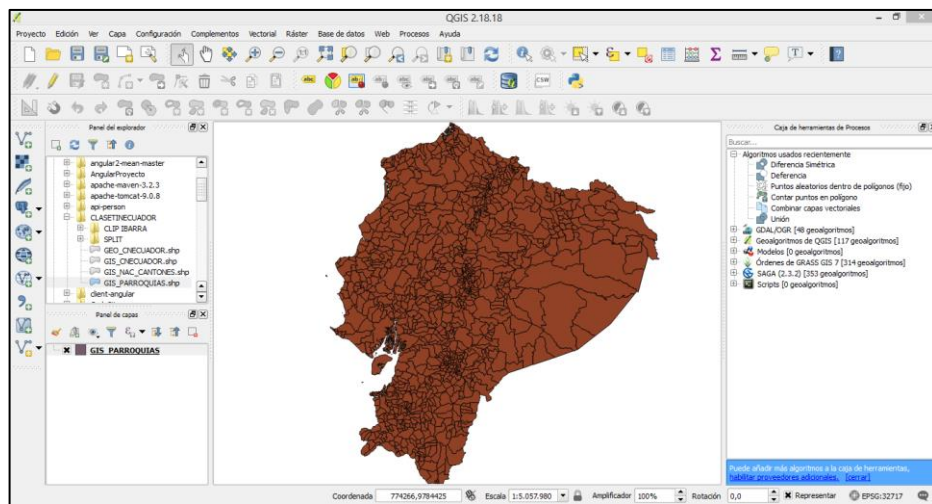 QGIS 2.18.18
Proyecto Edición Ver Capa Configuración Complementos Vectorial Ráster Base de datos Web Procesos Ayuda
abc
CSW
Panel del explorador
angular2-mean-master
AngularProyecto
apache-maven-3.2.3
apache-tomcat-9.0.8
api-person
CLASETINECUADOR
CLIP IBARRA
SPLIT
GEO_CNECUADOR.shp
GIS_CNECUADOR.shp
GIS_NAC_CANTONES.shp
GIS_PARROQUIAS.shp
client-angular
Panel de capas
GIS_PARROQUIAS
Caja de herramientas de Procesos
Buscar...
Algoritmos usados recientemente
Diferencia Simétrica
Deferencia
Puntos aleatorios dentro de polígonos (fijo)
Contar puntos en polígono
Combinar capas vectoriales
Unión
GDAL/OGR [48 geoalgoritmos]
Geoalgoritmos de QGIS [117 geoalgoritmos]
Modelos [0 geoalgoritmos]
Órdenes de GRASS GIS 7 [314 geoalgoritmos]
SAGA (2.3.2) [353 geoalgoritmos]
Scripts [0 geoalgoritmos]
Puede añadir más algoritmos a la caja de herramientas,
habilitar proveedores adicionales. [cerrar]
Coordenada 774266,9784425 Escala 1:5.057.980 Amplificador 100% Rotación 0,0 Representar EPSG:32717